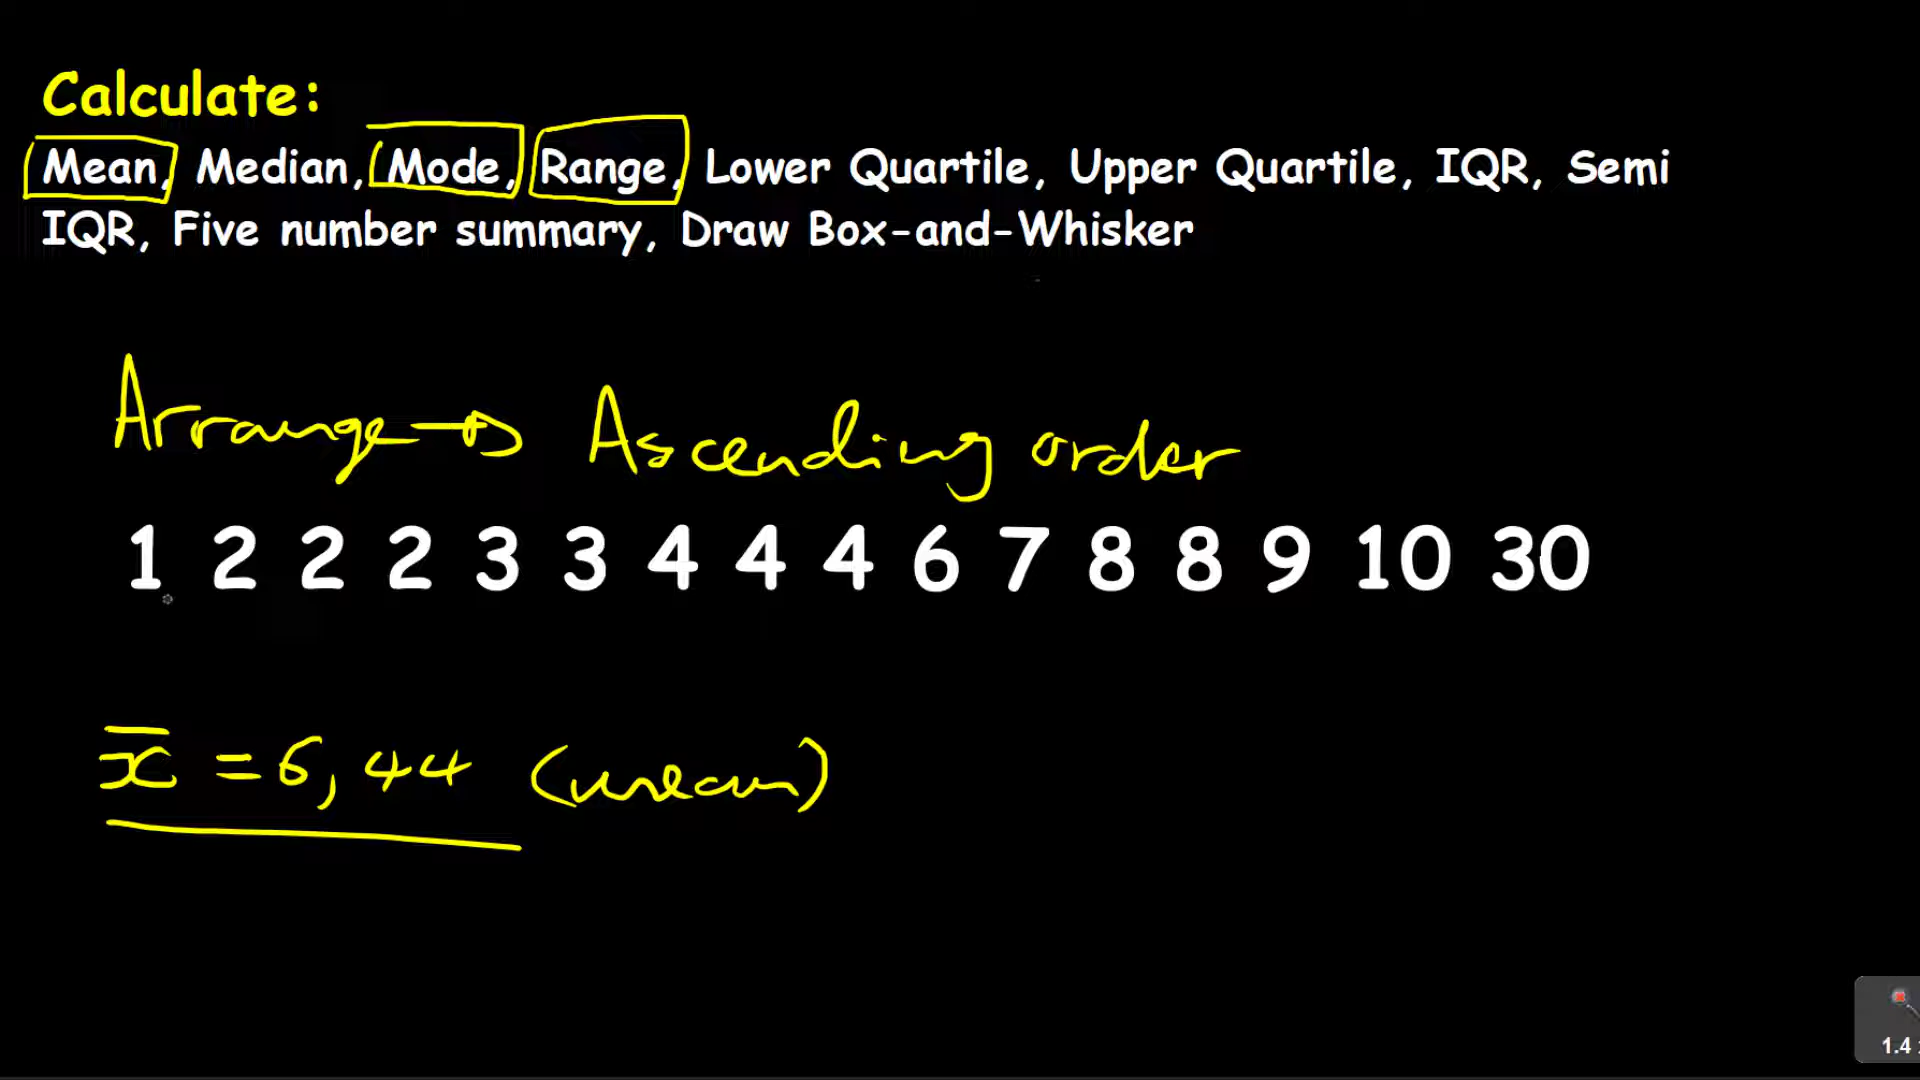 Calculate:
Mean, Median, Mode, Range, Lower Quartile, Upper Quartile, IQR, Semi
IQR, Five number summary, Draw Box-and-Whisker
Arrange → Ascending order
1 2 2 2 3 3 4 4 4 6 7 8 8 9 10 30
x̄ = 6,44 (mean)
1.4